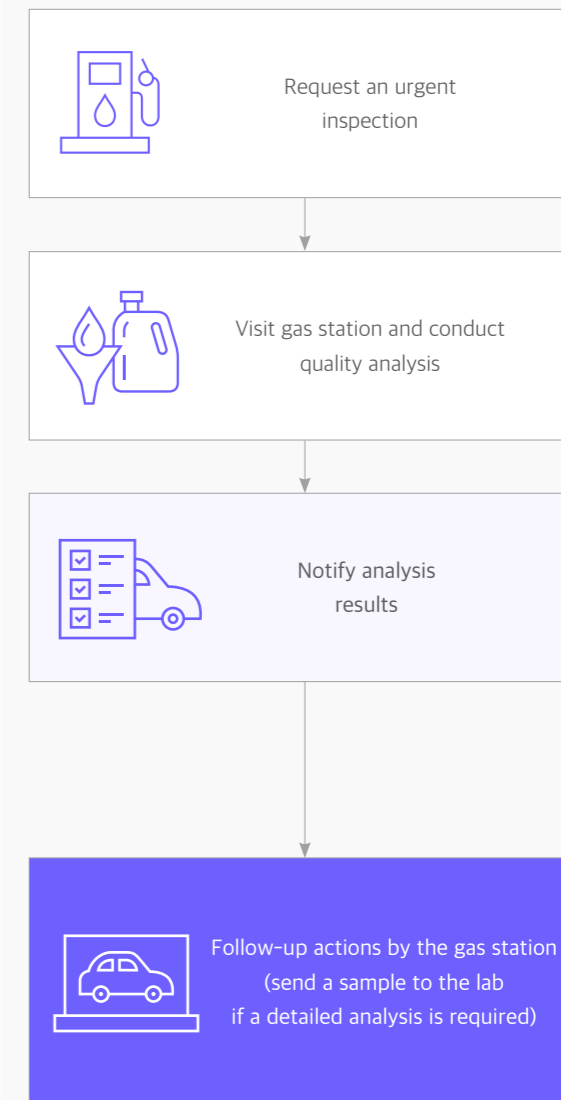 Request an urgent
inspection
Visit gas station and conduct
quality analysis
Notify analysis
results
Follow-up actions by the gas station
(send a sample to the lab
if a detailed analysis is required)